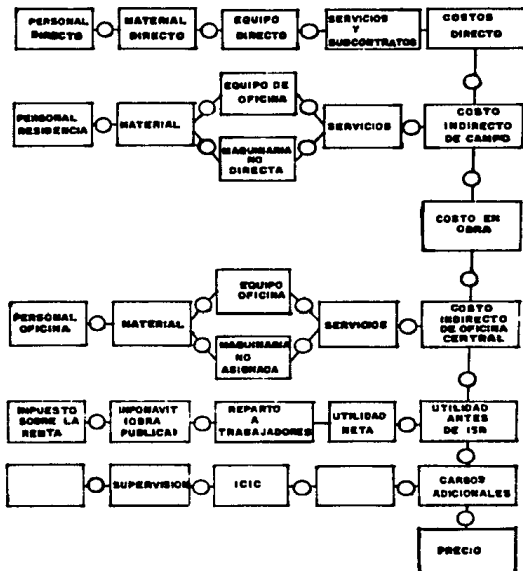 PERSONAL
DIRECTO
MATERIAL
DIRECTO
EQUIPO
DIRECTO
SERVICIOS
Y
SUBCONTRATOS
COSTOS
DIRECTO
PERSONAL
RESIDENCIA
MATERIAL
EQUIPO DE
OFICINA
MAQUINARIA
NO
DIRECTA
SERVICIOS
COSTO
INDIRECTO
DE CAMPO
COSTO EN
OBRA
PERSONAL
OFICINA
MATERIAL
EQUIPO
OFICINA
MAQUINARIA
NO
ASIGNADA
SERVICIOS
COSTO
INDIRECTO
DE OFICINA
CENTRAL
IMPUESTO
SOBRE LA
RENTA
INFONAVIT
(OBRA
PUBLICA)
REPARTO
A
TRABAJADORES
UTILIDAD
NETA
UTILIDAD
ANTES
DE ISR
SUPERVISION
ICIC
CARGOS
ADICIONALES
PRECIO